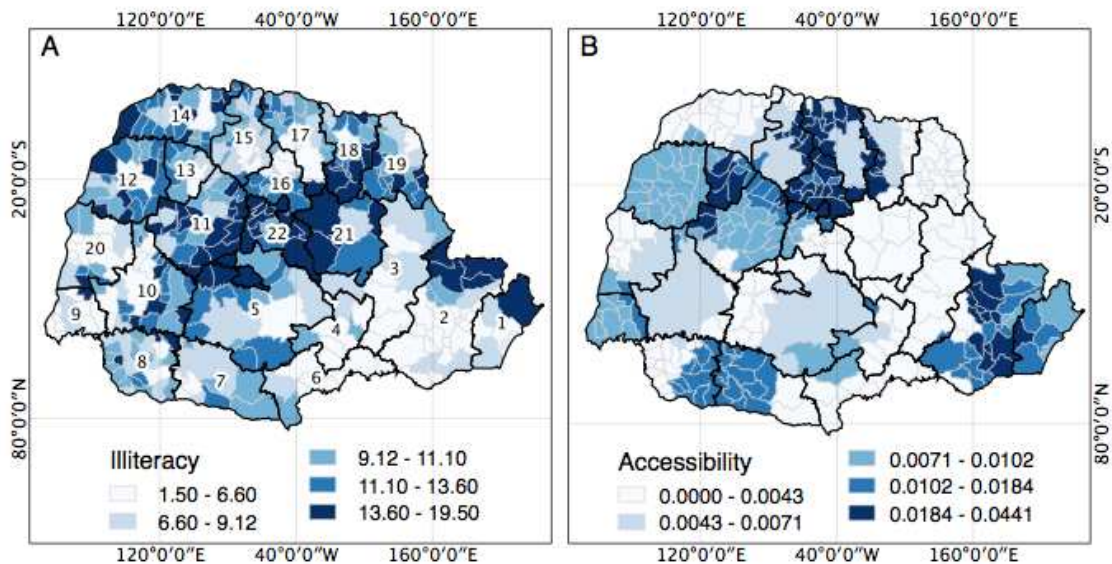 120°0′0″E 40°0′0″W 160°0′0″E 120°0′0″E 40°0′0″W 160°0′0″E
A B
14 17
15
18
19
13
12
16
11
22 21
20
3
10
9
5
2
1
4
8
7
6
20°0′0″S
80°0′0″N
20°0′0″S
80°0′0″N
Illiteracy
1.50 - 6.60
6.60 - 9.12
9.12 - 11.10
11.10 - 13.60
13.60 - 19.50
Accessibility
0.0000 - 0.0043
0.0043 - 0.0071
0.0071 - 0.0102
0.0102 - 0.0184
0.0184 - 0.0441
120°0′0″E 40°0′0″W 160°0′0″E 120°0′0″E 40°0′0″W 160°0′0″E